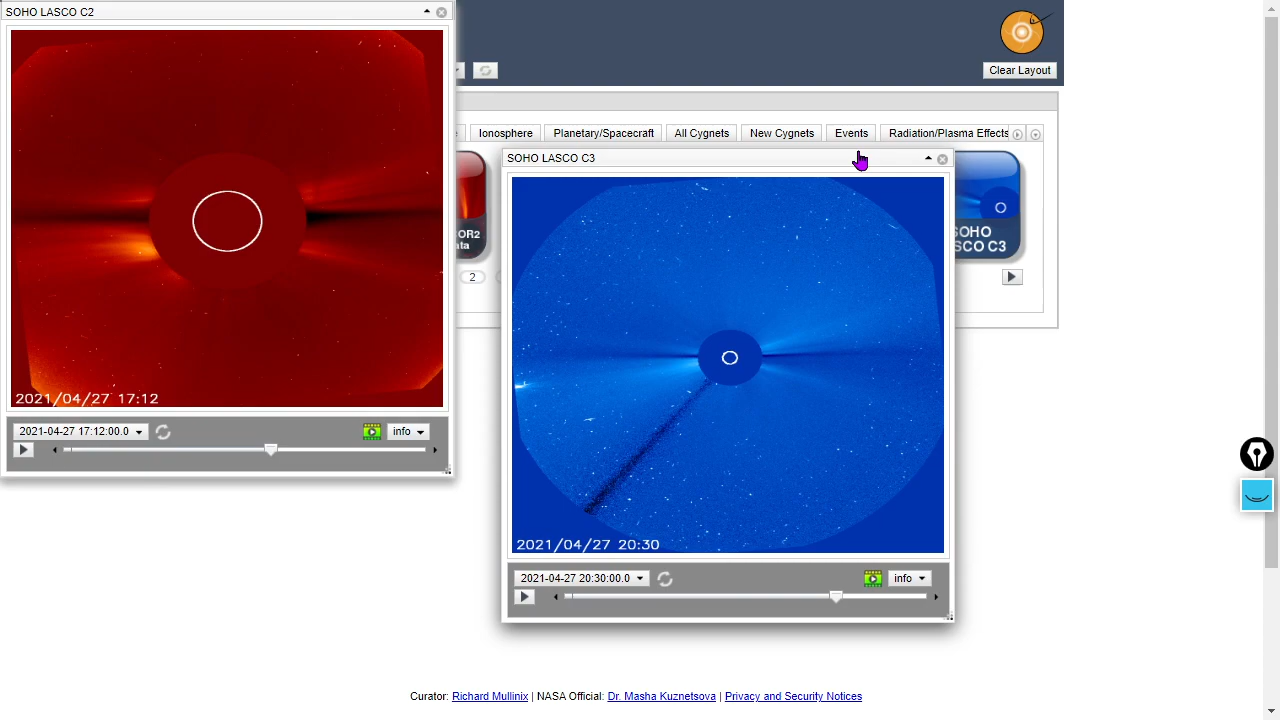 SOHO LASCO C2
Clear Layout
Ionosphere
Planetary/Spacecraft
All Cygnets
New Cygnets
Events
Radiation/Plasma Effects
SOHO LASCO C3
OR2
ata
SOHO
SCO C3
2
2021/04/27 17:12
2021-04-27 17:12:00.0
info
2021/04/27 20:30
2021-04-27 20:30:00.0
info
Curator: Richard Mullinix | NASA Official: Dr. Masha Kuznetsova | Privacy and Security Notices